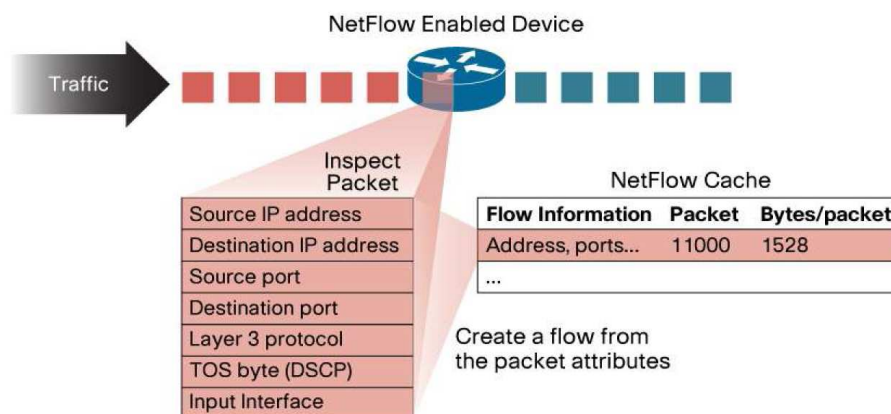 NetFlow Enabled Device
Traffic
Inspect
Packet
Source IP address
Destination IP address
Source port
Destination port
Layer 3 protocol
TOS byte (DSCP)
Input Interface
NetFlow Cache
Flow Information Packet Bytes/packet
Address, ports... 11000 1528
...
Create a flow from
the packet attributes